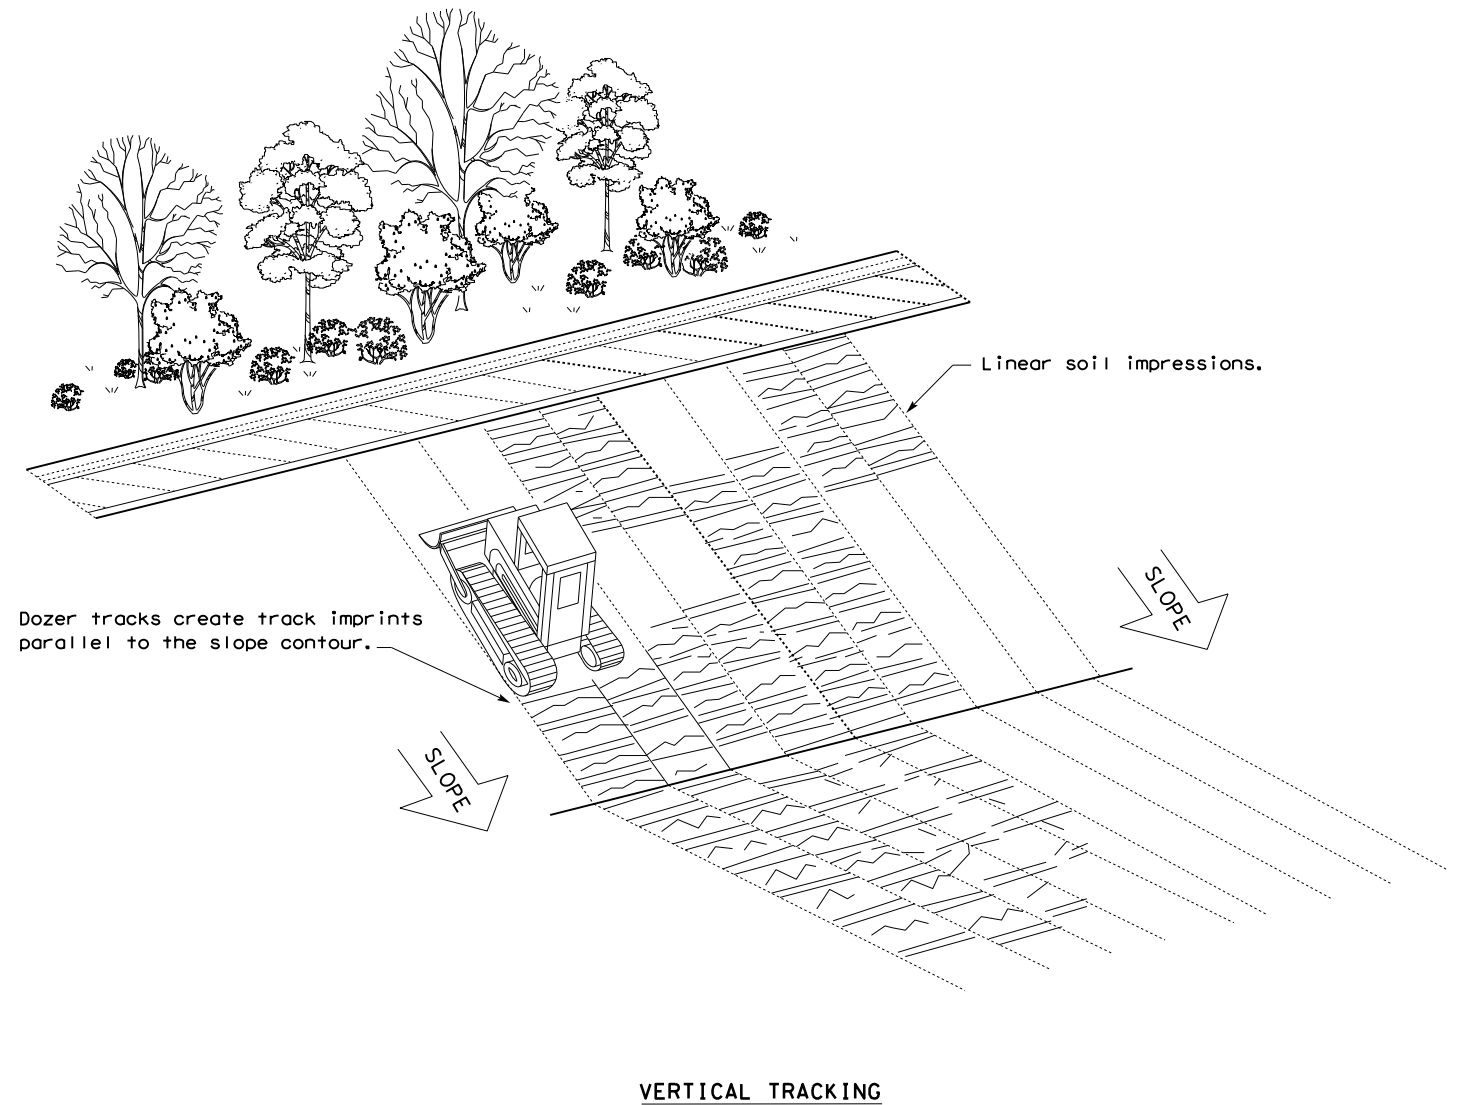 Linear soil impressions.
SLOPE
Dozer tracks create track imprints
parallel to the slope contour.
SLOPE
VERTICAL TRACKING